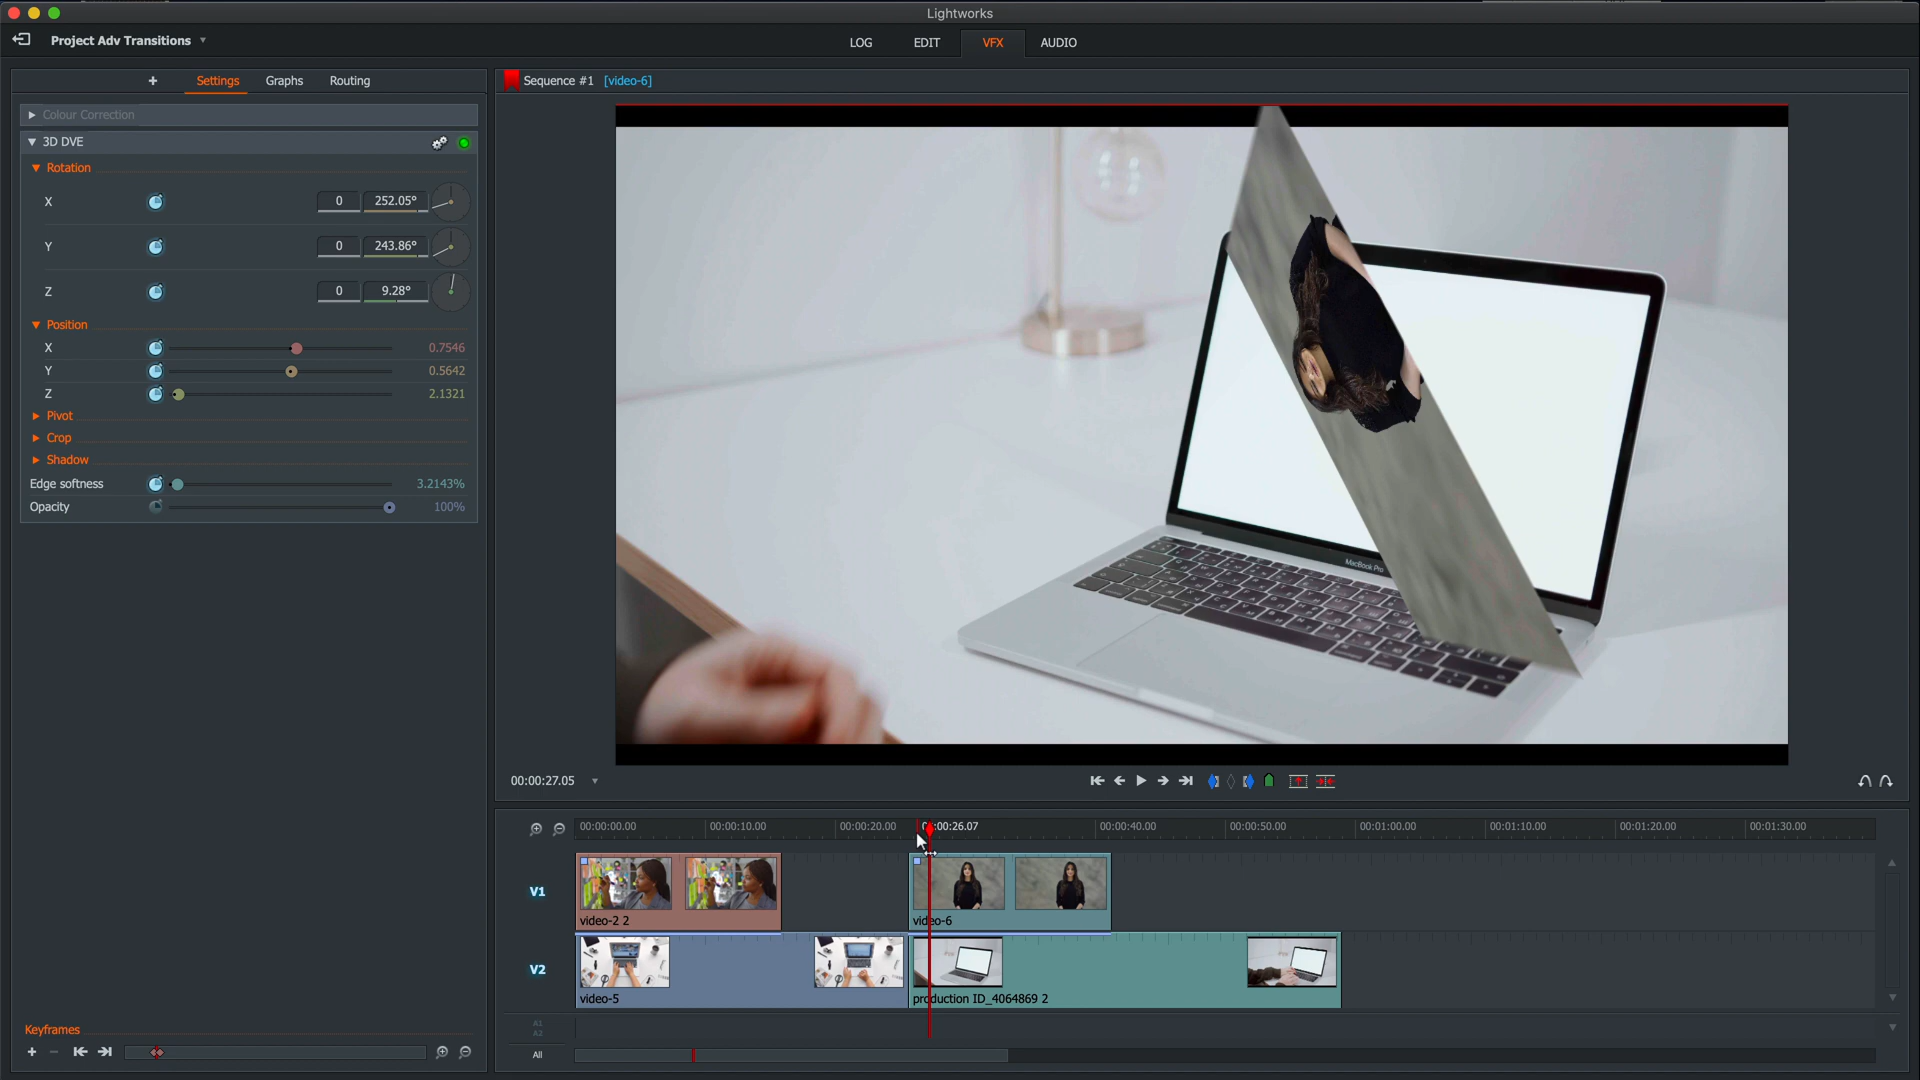 Lightworks
Project Adv Transitions
LOG EDIT VFX AUDIO
+ Settings Graphs Routing
Sequence #1 [video-6]
Colour Correction
3D DVE
Rotation
X 0 252.05°
Y 0 243.86°
Z 0 9.28°
Position
X 0.7546
Y 0.5642
Z 2.1321
Pivot
Crop
Shadow
Edge softness 3.2143%
Opacity 100%
MacBook Pro
00:00:27.05
00:00:00.00 00:00:10.00 00:00:20.00 00:00:26.07 00:00:40.00 00:00:50.00 00:01:00.00 00:01:10.00 00:01:20.00 00:01:30.00
V1
video-2 2 video-6
V2
video-5 production ID_4064869 2
A1
A2
All
Keyframes